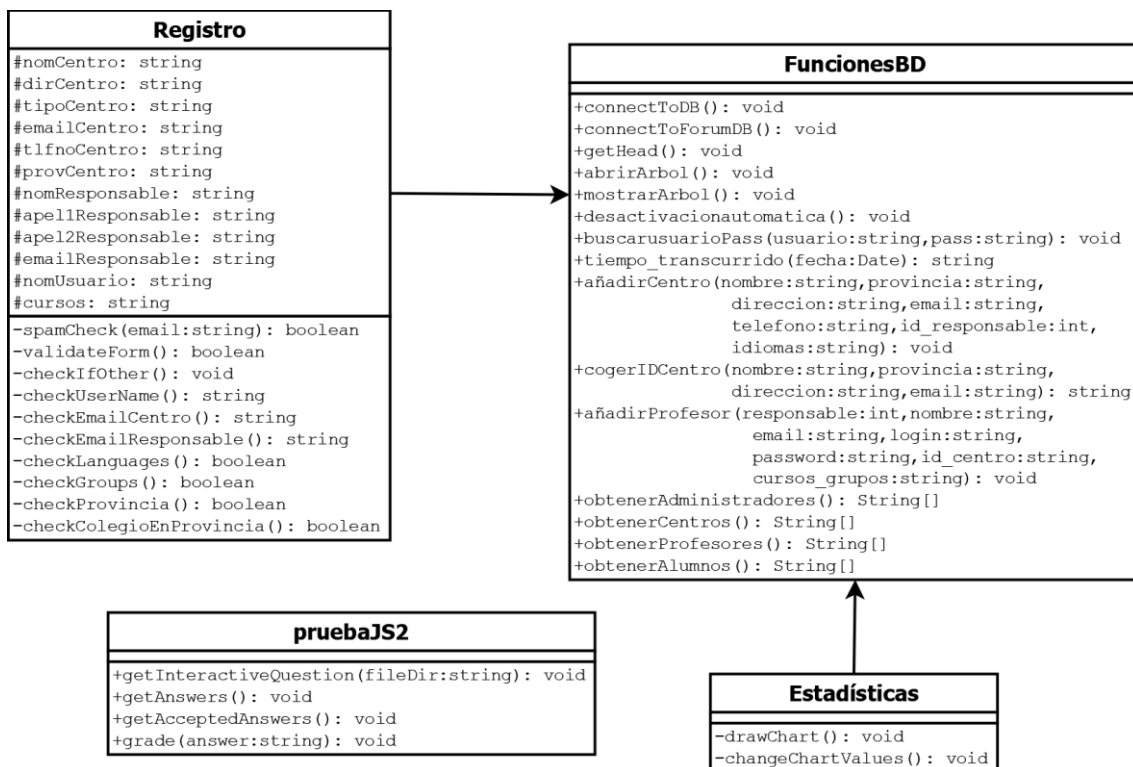 Registro
#nomCentro: string
#dirCentro: string
#tipoCentro: string
#emailCentro: string
#tlfnoCentro: string
#provCentro: string
#nomResponsable: string
#apel1Responsable: string
#apel2Responsable: string
#emailResponsable: string
#nomUsuario: string
#cursos: string
-spamCheck(email:string): boolean
-validateForm(): boolean
-checkIfOther(): void
-checkUserName(): string
-checkEmailCentro(): string
-checkEmailResponsable(): string
-checkLanguages(): boolean
-checkGroups(): boolean
-checkProvincia(): boolean
-checkColegioEnProvincia(): boolean
FuncionesBD
+connectToDB(): void
+connectToForumDB(): void
+getHead(): void
+abrirArbol(): void
+mostrarArbol(): void
+desactivacionautomatica(): void
+buscarusuarioPass(usuario:string,pass:string): void
+tiempo_transcurrido(fecha:Date): string
+añadirCentro(nombre:string,provincia:string,
direccion:string,email:string,
telefono:string,id_responsable:int,
idiomas:string): void
+cogerIDCentro(nombre:string,provincia:string,
direccion:string,email:string): string
+añadirProfesor(responsable:int,nombre:string,
email:string,login:string,
password:string,id_centro:string,
cursos_grupos:string): void
+obtenerAdministradores(): String[]
+obtenerCentros(): String[]
+obtenerProfesores(): String[]
+obtenerAlumnos(): String[]
pruebaJS2
+getInteractiveQuestion(fileDir:string): void
+getAnswers(): void
+getAcceptedAnswers(): void
+grade(answer:string): void
Estadísticas
-drawChart(): void
-changeChartValues(): void